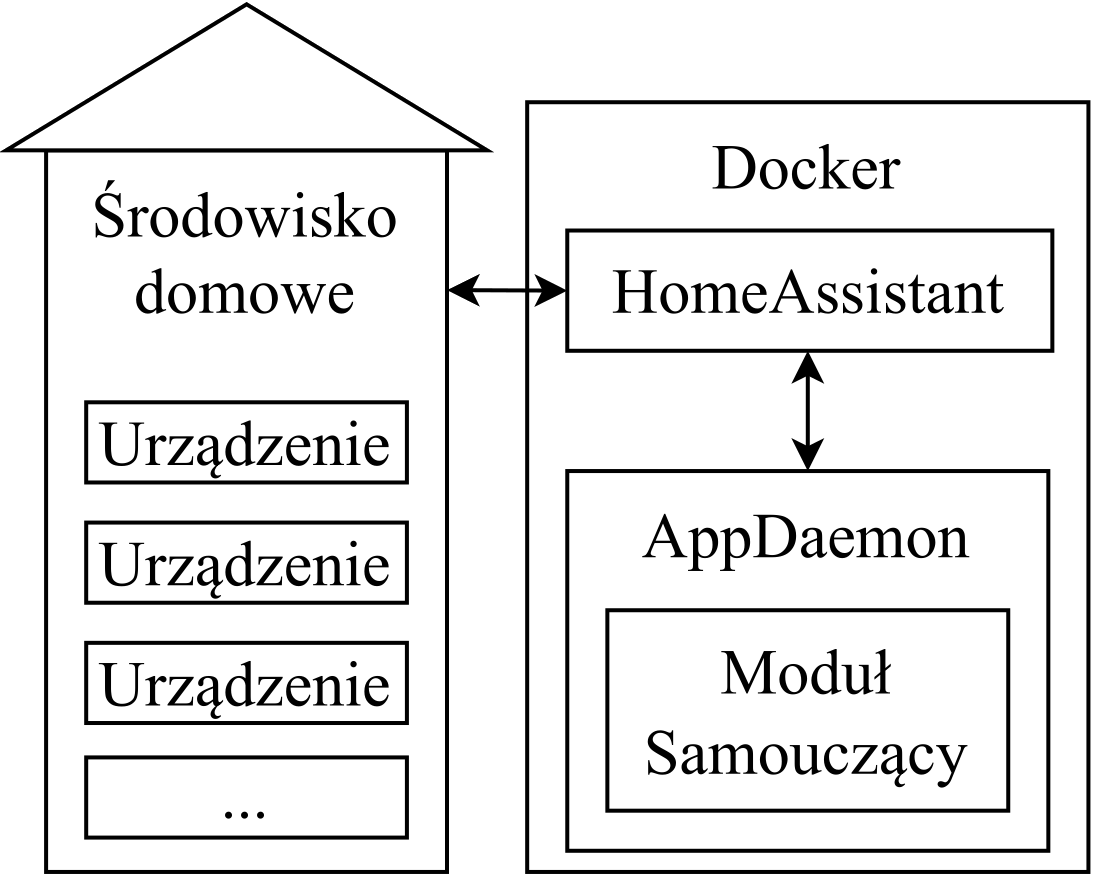 Środowisko
domowe
Urządzenie
Urządzenie
Urządzenie
...
Docker
HomeAssistant
AppDaemon
Moduł
Samouczący